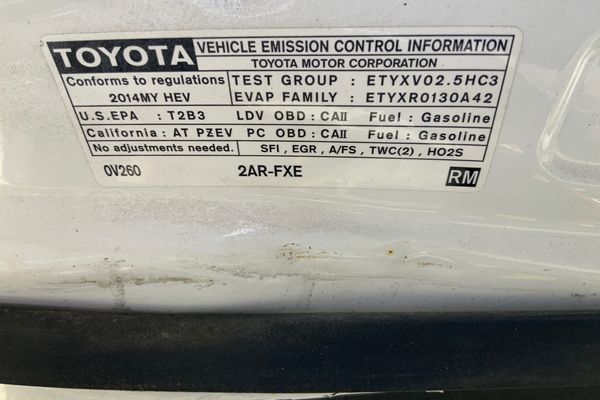 TOYOTA VEHICLE EMISSION CONTROL INFORMATION
TOYOTA MOTOR CORPORATION
Conforms to regulations TEST GROUP : ETYXV02.5HC3
2014MY HEV EVAP FAMILY : ETYXR0130A42
U.S.EPA : T2B3 LDV OBD : CAII Fuel : Gasoline
California : AT PZEV PC OBD : CAII Fuel : Gasoline
No adjustments needed. SFI , EGR , A/FS , TWC(2) , HO2S
0V260 2AR-FXE RM